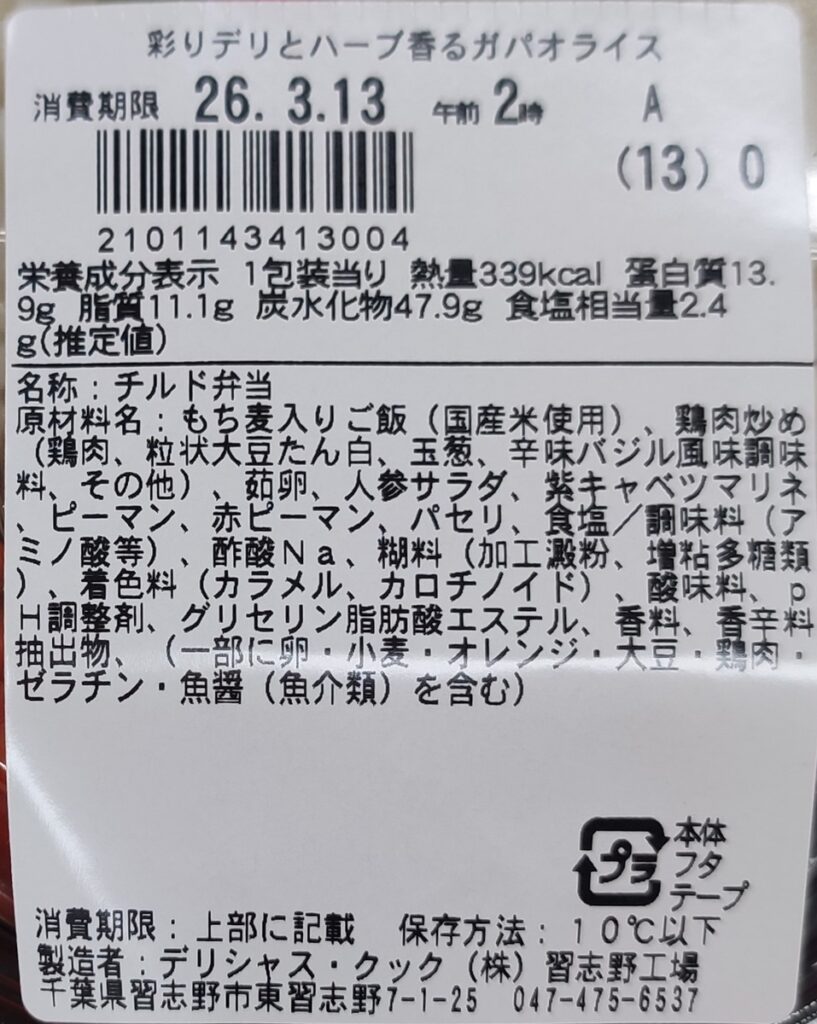 彩りデリとハーブ香るガパオライス
消費期限 26. 3.13 午前 2時 A
(13) 0
2101143413004
栄養成分表示 1包装当り 熱量339kcal 蛋白質13.
9g 脂質11.1g 炭水化物47.9g 食塩相当量2.4
g(推定値)
名称:チルド弁当
原材料名:もち麦入りご飯(国産米使用)、鶏肉炒め
(鶏肉、粒状大豆たん白、玉葱、辛味バジル風味調味
料、その他)、茹卵、人参サラダ、紫キャベツマリネ
、ピーマン、赤ピーマン、パセリ、食塩/調味料(ア
ミノ酸等)、酢酸Na、糊料(加工澱粉、増粘多糖類
)、着色料(カラメル、カロチノイド)、酸味料、p
H調整剤、グリセリン脂肪酸エステル、香料、香辛料
抽出物、(一部に卵・小麦・オレンジ・大豆・鶏肉・
ゼラチン・魚醤(魚介類)を含む)
プラ
本体
フタ
テープ
消費期限:上部に記載 保存方法:10℃以下
製造者:デリシャス・クック(株)習志野工場
千葉県習志野市東習志野7-1-25 047-475-6537